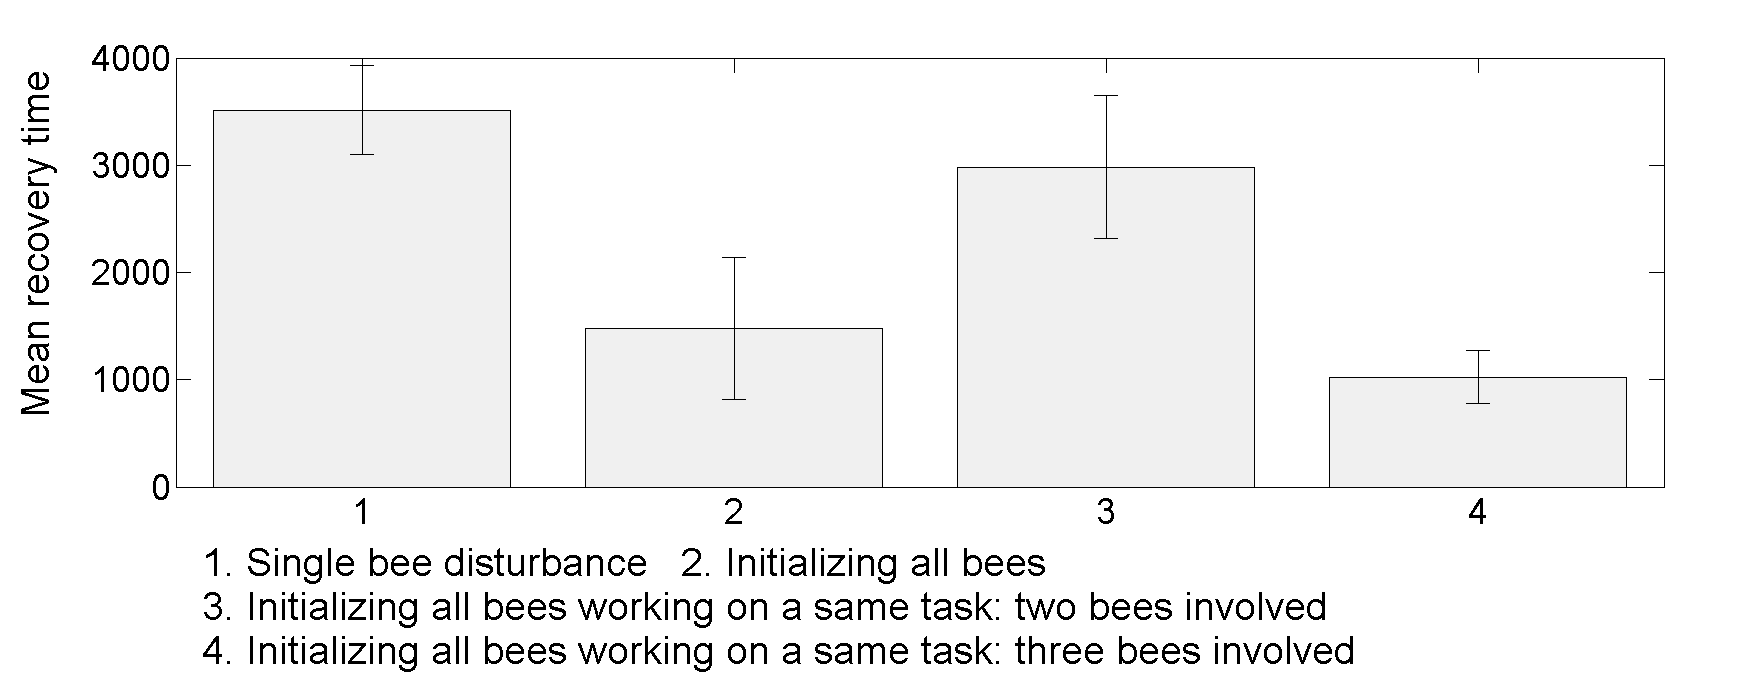 4000
3000
2000
1000
0
Mean recovery time
1 2 3 4
1. Single bee disturbance 2. Initializing all bees
3. Initializing all bees working on a same task: two bees involved
4. Initializing all bees working on a same task: three bees involved